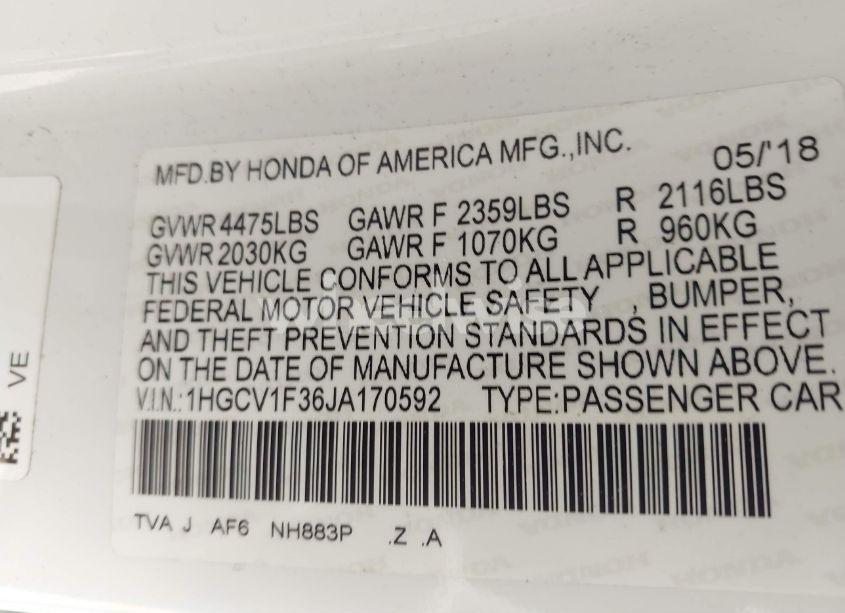 MFD.BY HONDA OF AMERICA MFG.,INC. 05/'18
GVWR 4475LBS GAWR F 2359LBS R 2116LBS
GVWR 2030KG GAWR F 1070KG R 960KG
THIS VEHICLE CONFORMS TO ALL APPLICABLE
FEDERAL MOTOR VEHICLE SAFETY , BUMPER,
AND THEFT PREVENTION STANDARDS IN EFFECT
ON THE DATE OF MANUFACTURE SHOWN ABOVE.
V.I.N.: 1HGCV1F36JA170592 TYPE:PASSENGER CAR
TVA J AF6 NH883P .Z .A
VE